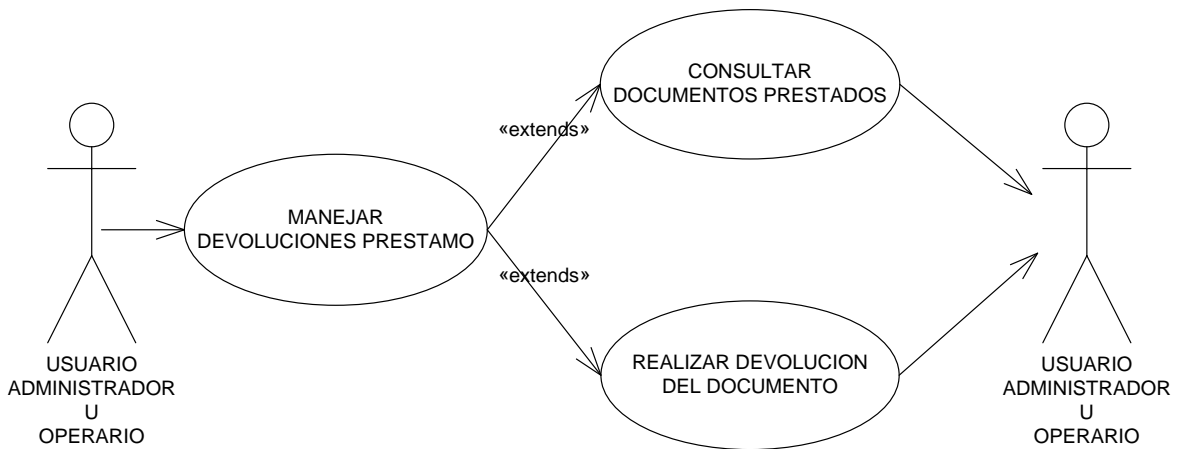 CONSULTAR
DOCUMENTOS PRESTADOS
«extends»
MANEJAR
DEVOLUCIONES PRESTAMO
«extends»
REALIZAR DEVOLUCION
DEL DOCUMENTO
USUARIO
ADMINISTRADOR
U
OPERARIO
USUARIO
ADMINISTRADOR
U
OPERARIO